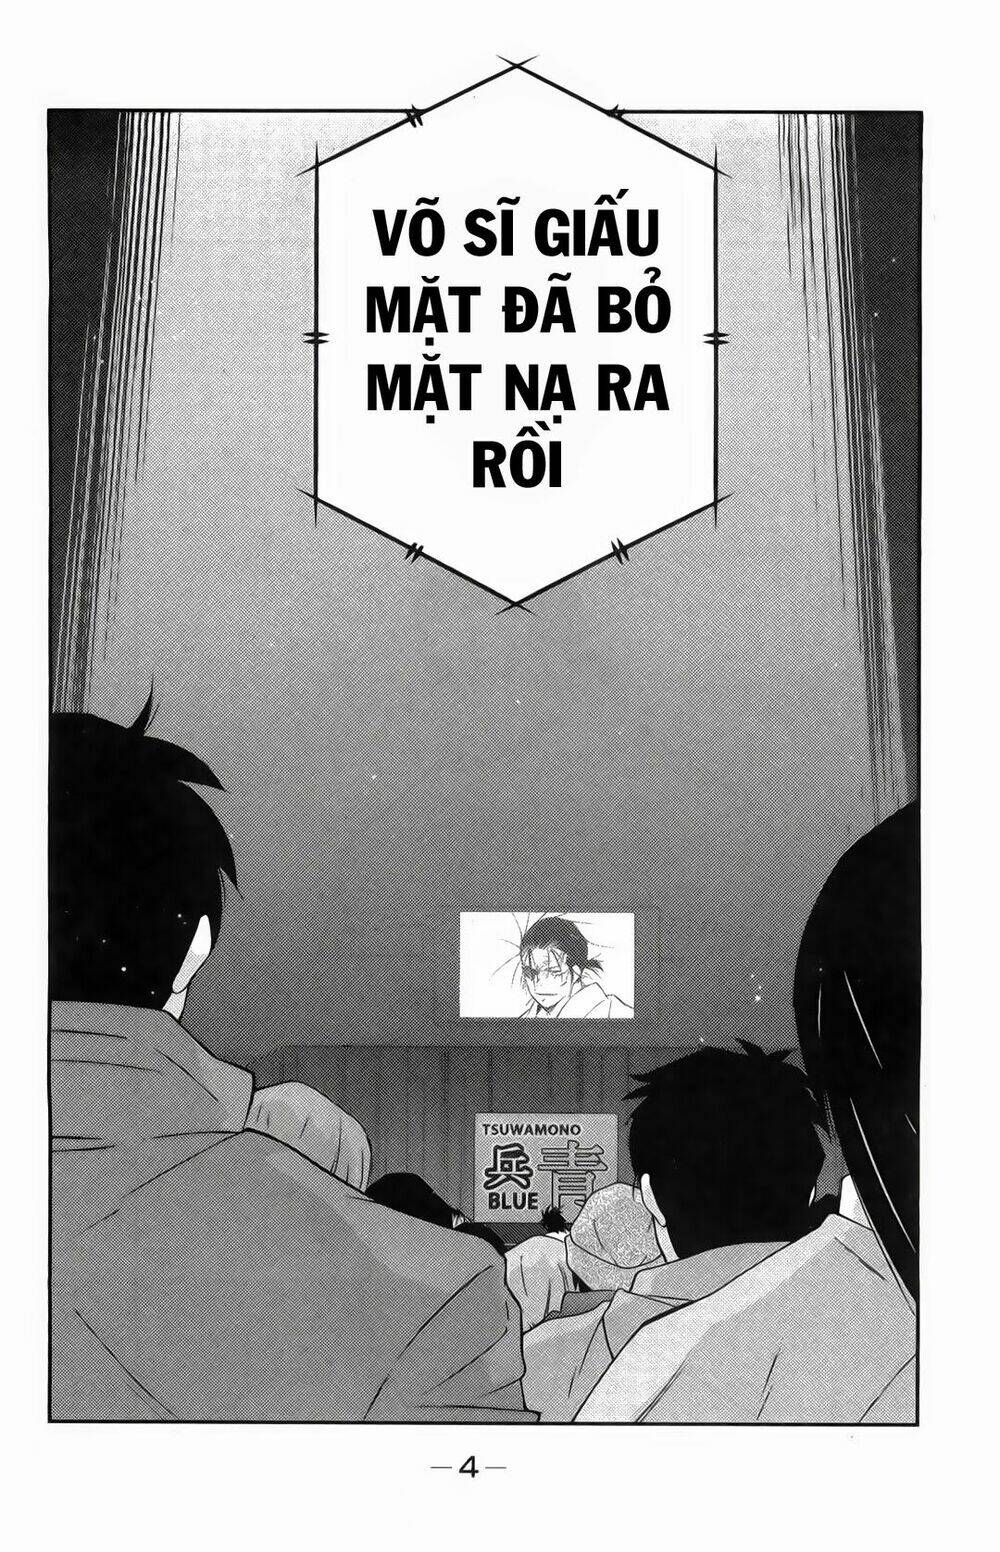 VÕ SĨ GIẤU
MẶT ĐÃ BỎ
MẶT NẠ RA
RỒI
TSUWAMONO
兵 青
BLUE
— 4 —